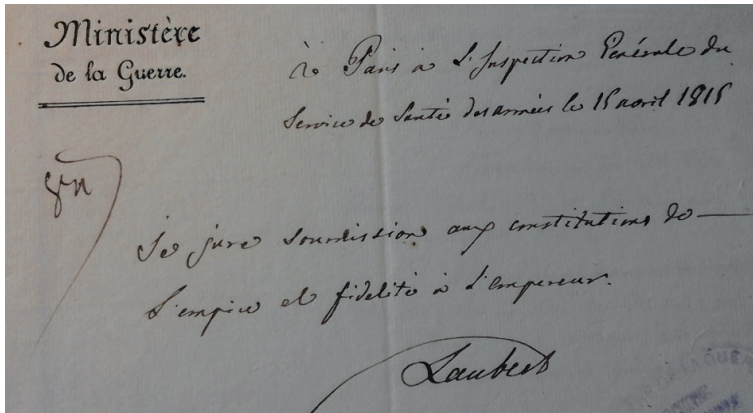 Ministère
de la Guerre.
à Paris à L'Inspection Générale du
Service de Santé des armées le 15 avril 1815
Je jure soumission aux constitutions de
L'empire et fidelité à L'empereur.
Laubert